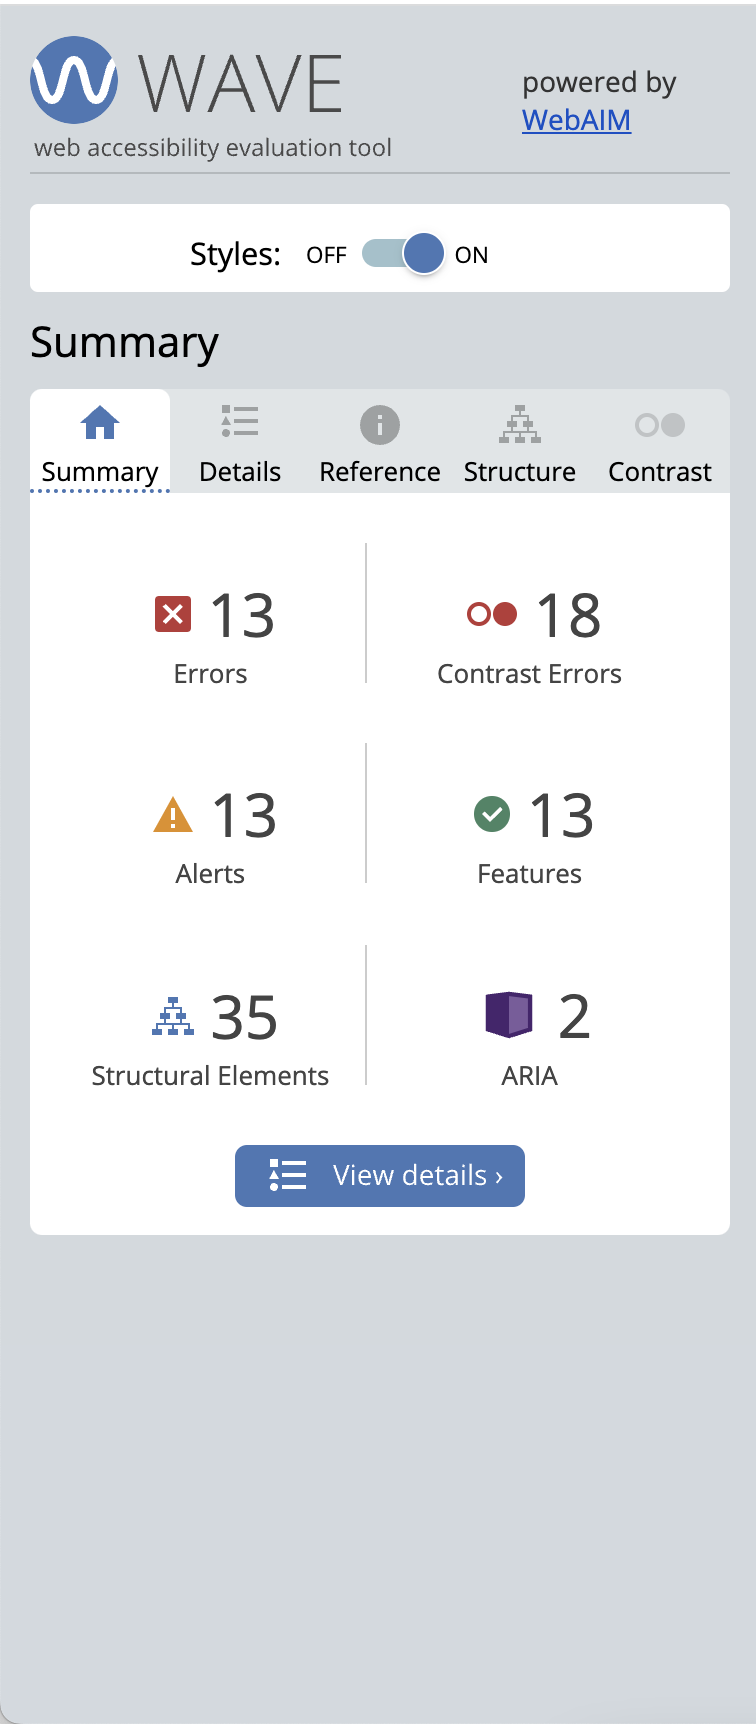 WAVE
web accessibility evaluation tool
powered by
WebAIM
Styles: OFF ON
Summary
Summary Details Reference Structure Contrast
13
Errors
18
Contrast Errors
13
Alerts
13
Features
35
Structural Elements
2
ARIA
View details ›